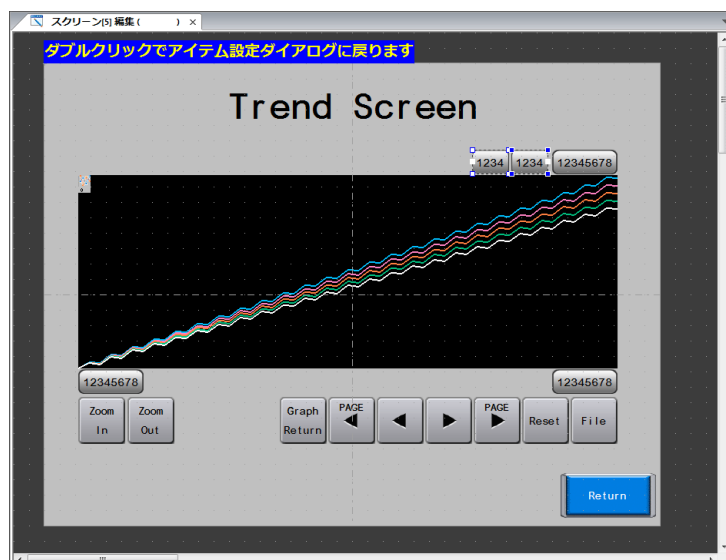 スクリーン[5] 編集 ( )
ダブルクリックでアイテム設定ダイアログに戻ります
Trend Screen
1234 1234 12345678
12345678 12345678
Zoom In Zoom Out Graph Return PAGE PAGE Reset File
Return